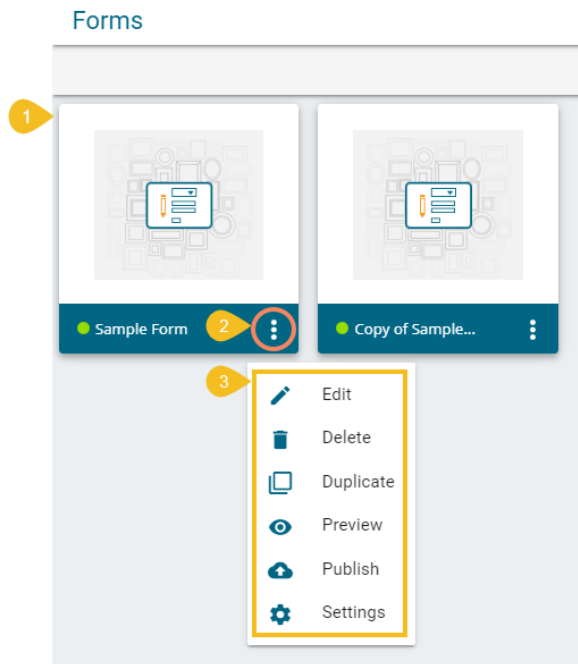 Forms
1
Sample Form
2
Copy of Sample...
3
Edit
Delete
Duplicate
Preview
Publish
Settings